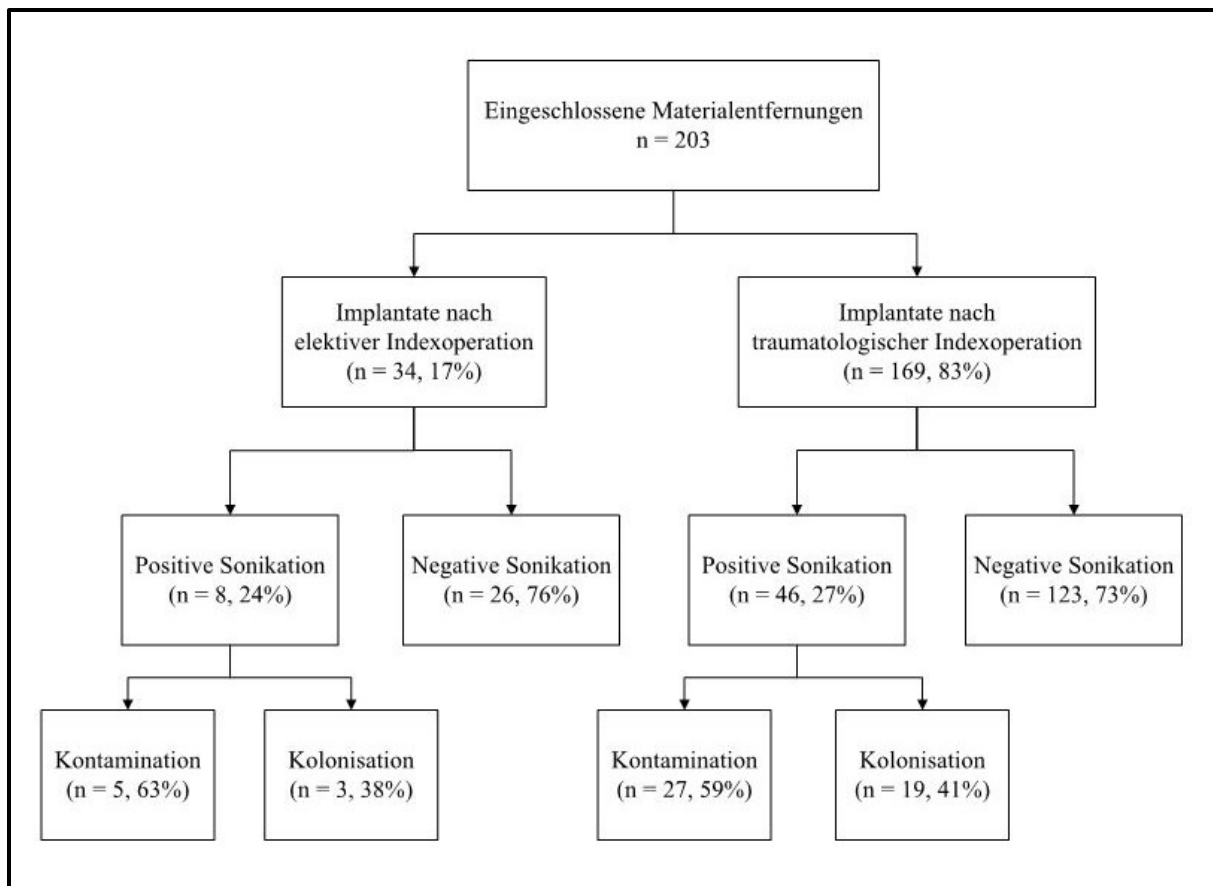 Eingeschlossene Materialentfernungen
n = 203
Implantate nach
elektiver Indexoperation
(n = 34, 17%)
Implantate nach
traumatologischer Indexoperation
(n = 169, 83%)
Positive Sonikation
(n = 8, 24%)
Negative Sonikation
(n = 26, 76%)
Positive Sonikation
(n = 46, 27%)
Negative Sonikation
(n = 123, 73%)
Kontamination
(n = 5, 63%)
Kolonisation
(n = 3, 38%)
Kontamination
(n = 27, 59%)
Kolonisation
(n = 19, 41%)